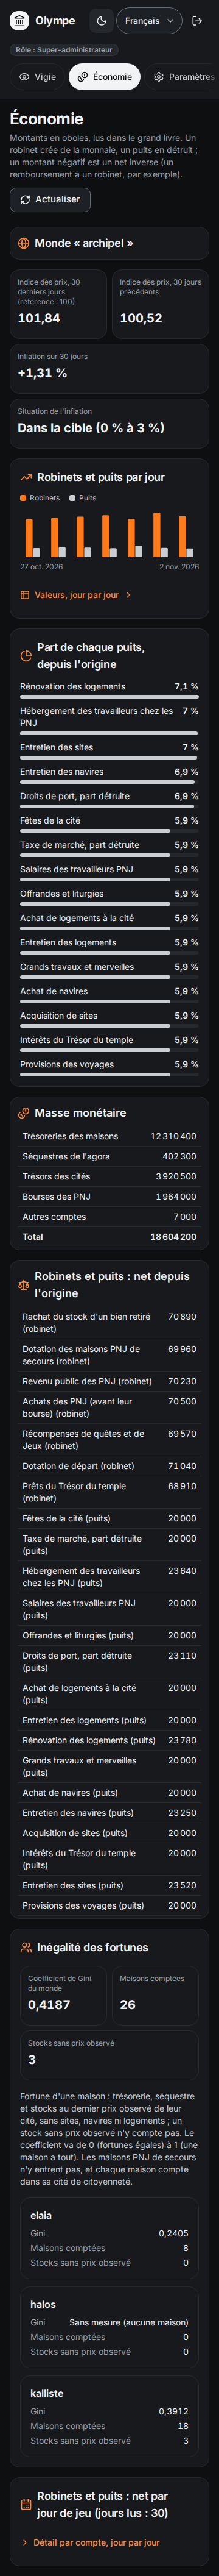 Olympe
Français
Rôle : Super-administrateur
Vigie
Économie
Paramètres
Économie
Montants en oboles, lus dans le grand livre. Un
robinet crée de la monnaie, un puits en détruit ;
un montant négatif est un net inverse (un
remboursement à un robinet, par exemple).
Actualiser
Monde « archipel »
Indice des prix, 30
derniers jours
(référence : 100)
101,84
Indice des prix, 30 jours
précédents
100,52
Inflation sur 30 jours
+1,31 %
Situation de l'inflation
Dans la cible (0 % à 3 %)
Robinets et puits par jour
Robinets
Puits
27 oct. 2026
2 nov. 2026
Valeurs, jour par jour
Part de chaque puits,
depuis l'origine
Rénovation des logements 7,1 %
Hébergement des travailleurs chez les 7 %
PNJ
Entretien des sites 7 %
Entretien des navires 6,9 %
Droits de port, part détruite 6,9 %
Fêtes de la cité 5,9 %
Taxe de marché, part détruite 5,9 %
Salaires des travailleurs PNJ 5,9 %
Offrandes et liturgies 5,9 %
Achat de logements à la cité 5,9 %
Entretien des logements 5,9 %
Grands travaux et merveilles 5,9 %
Achat de navires 5,9 %
Acquisition de sites 5,9 %
Intérêts du Trésor du temple 5,9 %
Provisions des voyages 5,9 %
Masse monétaire
Trésoreries des maisons 12 310 400
Séquestres de l'agora 402 300
Trésors des cités 3 920 500
Bourses des PNJ 1 964 000
Autres comptes 7 000
Total 18 604 200
Robinets et puits : net depuis
l'origine
Rachat du stock d'un bien retiré 70 890
(robinet)
Dotation des maisons PNJ de 69 960
secours (robinet)
Revenu public des PNJ (robinet) 70 230
Achats des PNJ (avant leur 70 500
bourse) (robinet)
Récompenses de quêtes et de 69 570
Jeux (robinet)
Dotation de départ (robinet) 71 040
Prêts du Trésor du temple 68 910
(robinet)
Fêtes de la cité (puits) 20 000
Taxe de marché, part détruite 20 000
(puits)
Hébergement des travailleurs 23 640
chez les PNJ (puits)
Salaires des travailleurs PNJ 20 000
(puits)
Offrandes et liturgies (puits) 20 000
Droits de port, part détruite 23 110
(puits)
Achat de logements à la cité 20 000
(puits)
Entretien des logements (puits) 20 000
Rénovation des logements (puits) 23 780
Grands travaux et merveilles 20 000
(puits)
Achat de navires (puits) 20 000
Entretien des navires (puits) 23 250
Acquisition de sites (puits) 20 000
Intérêts du Trésor du temple 20 000
(puits)
Entretien des sites (puits) 23 520
Provisions des voyages (puits) 20 000
Inégalité des fortunes
Coefficient de Gini
du monde
0,4187
Maisons comptées
26
Stocks sans prix observé
3
Fortune d'une maison : trésorerie, séquestre
et stocks au dernier prix observé de leur
cité, sans sites, navires ni logements ; un
stock sans prix observé n'y compte pas. Le
coefficient va de 0 (fortunes égales) à 1 (une
maison a tout). Les maisons PNJ de secours
n'y entrent pas, et chaque maison compte
dans sa cité de citoyenneté.
elaia
Gini 0,2405
Maisons comptées 8
Stocks sans prix observé 0
halos
Gini Sans mesure (aucune maison)
Maisons comptées 0
Stocks sans prix observé 0
kalliste
Gini 0,3912
Maisons comptées 18
Stocks sans prix observé 3
Robinets et puits : net par
jour de jeu (jours lus : 30)
Détail par compte, jour par jour